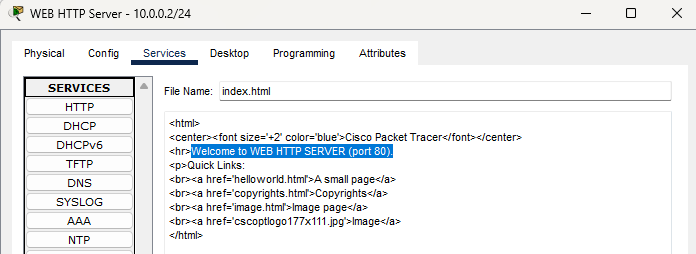 WEB HTTP Server - 10.0.0.2/24
Physical Config Services Desktop Programming Attributes
SERVICES
HTTP
DHCP
DHCPv6
TFTP
DNS
SYSLOG
AAA
NTP
File Name: index.html
<html>
<center><font size='+2' color='blue'>Cisco Packet Tracer</font></center>
<hr>Welcome to WEB HTTP SERVER (port 80).
<p>Quick Links:
<br><a href='helloworld.html'>A small page</a>
<br><a href='copyrights.html'>Copyrights</a>
<br><a href='image.html'>Image page</a>
<br><a href='cscoptlogo177x111.jpg'>Image</a>
</html>